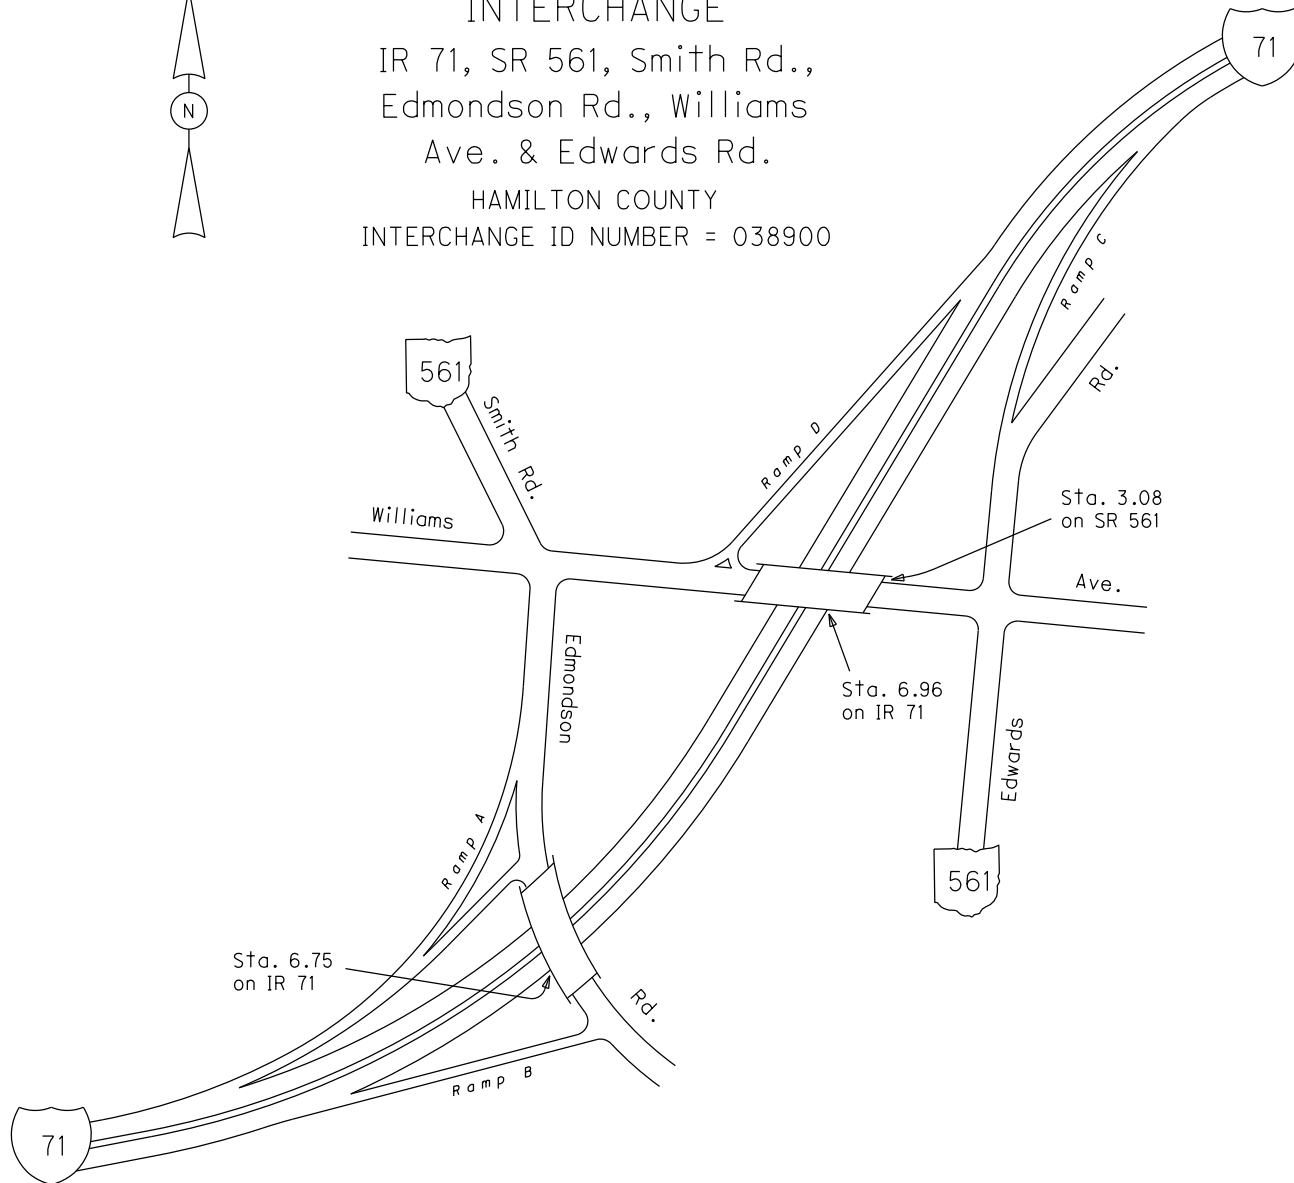 INTERCHANGE
IR 71, SR 561, Smith Rd.,
Edmondson Rd., Williams
Ave. & Edwards Rd.
HAMILTON COUNTY
INTERCHANGE ID NUMBER = 038900
N
71
561
Smith Rd.
Williams
Ramp D
Ramp C
Rd.
Sta. 3.08
on SR 561
Ave.
Edmondson
Sta. 6.96
on IR 71
Edwards
561
Ramp A
Sta. 6.75
on IR 71
Rd.
Ramp B
71